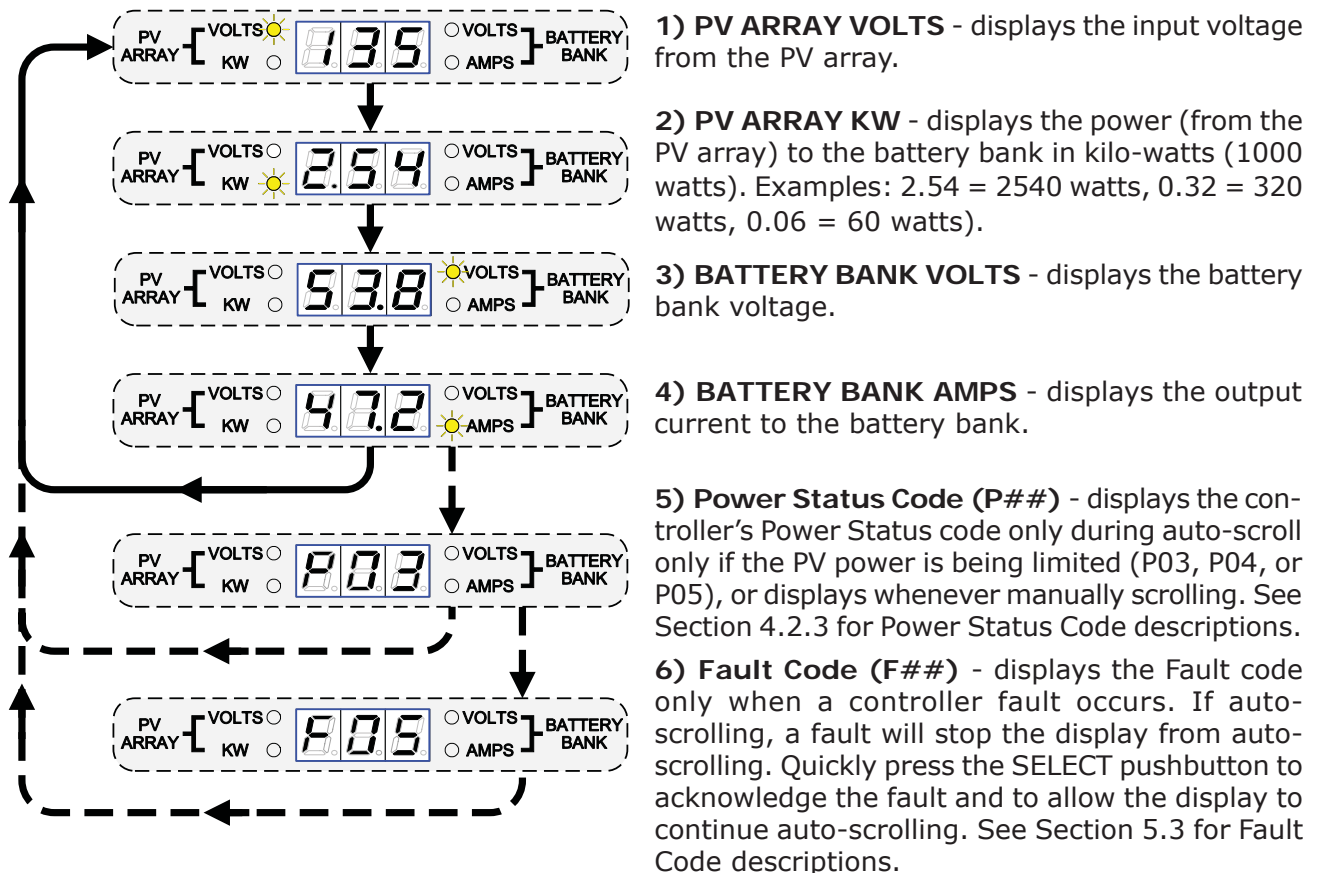 PV ARRAY VOLTS KW 135 VOLTS AMPS BATTERY BANK
1) PV ARRAY VOLTS - displays the input voltage
from the PV array.
PV ARRAY VOLTS KW 2.54 VOLTS AMPS BATTERY BANK
2) PV ARRAY KW - displays the power (from the
PV array) to the battery bank in kilo-watts (1000
watts). Examples: 2.54 = 2540 watts, 0.32 = 320
watts, 0.06 = 60 watts).
PV ARRAY VOLTS KW 53.8 VOLTS AMPS BATTERY BANK
3) BATTERY BANK VOLTS - displays the battery
bank voltage.
PV ARRAY VOLTS KW 47.2 VOLTS AMPS BATTERY BANK
4) BATTERY BANK AMPS - displays the output
current to the battery bank.
PV ARRAY VOLTS KW P03 VOLTS AMPS BATTERY BANK
5) Power Status Code (P##) - displays the con-
troller's Power Status code only during auto-scroll
only if the PV power is being limited (P03, P04, or
P05), or displays whenever manually scrolling. See
Section 4.2.3 for Power Status Code descriptions.
PV ARRAY VOLTS KW F05 VOLTS AMPS BATTERY BANK
6) Fault Code (F##) - displays the Fault code
only when a controller fault occurs. If auto-
scrolling, a fault will stop the display from auto-
scrolling. Quickly press the SELECT pushbutton to
acknowledge the fault and to allow the display to
continue auto-scrolling. See Section 5.3 for Fault
Code descriptions.